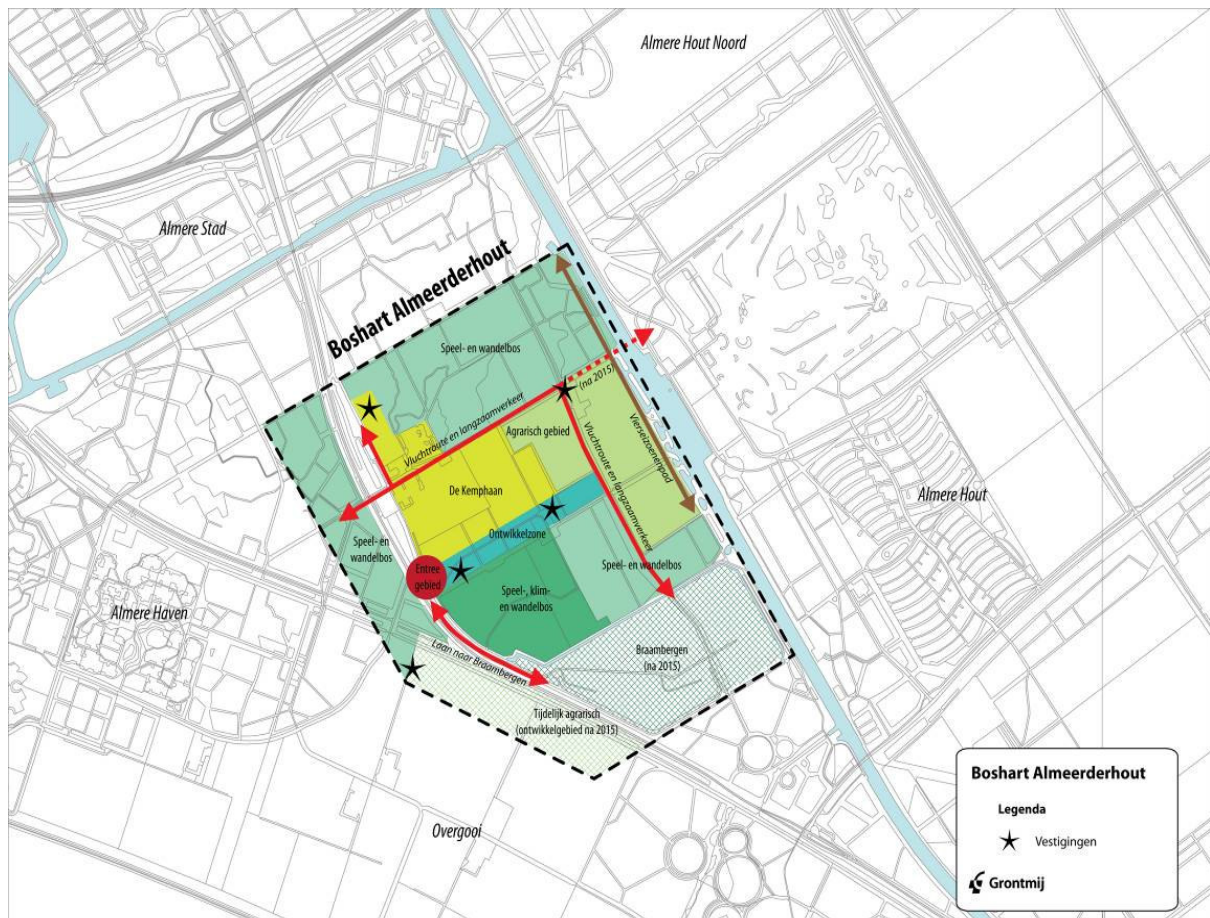 Almere Hout Noord
Almere Stad
Boshart Almeerderhout
Speel- en wandelbos
(na 2015)
Vluchtroute en langzaamverkeer
Agrarisch gebied
Vierseizoenenpad
Vluchtroute en langzaamverkeer
De Kemphaan
Almere Hout
Ontwikkelzone
Speel- en
wandelbos
Entree
gebied
Speel- en wandelbos
Speel-, klim-
en wandelbos
Almere Haven
Laan naar Braambergen
Braambergen
(na 2015)
Tijdelijk agrarisch
(ontwikkelgebied na 2015)
Overgooi
Boshart Almeerderhout
Legenda
Vestigingen
Grontmij